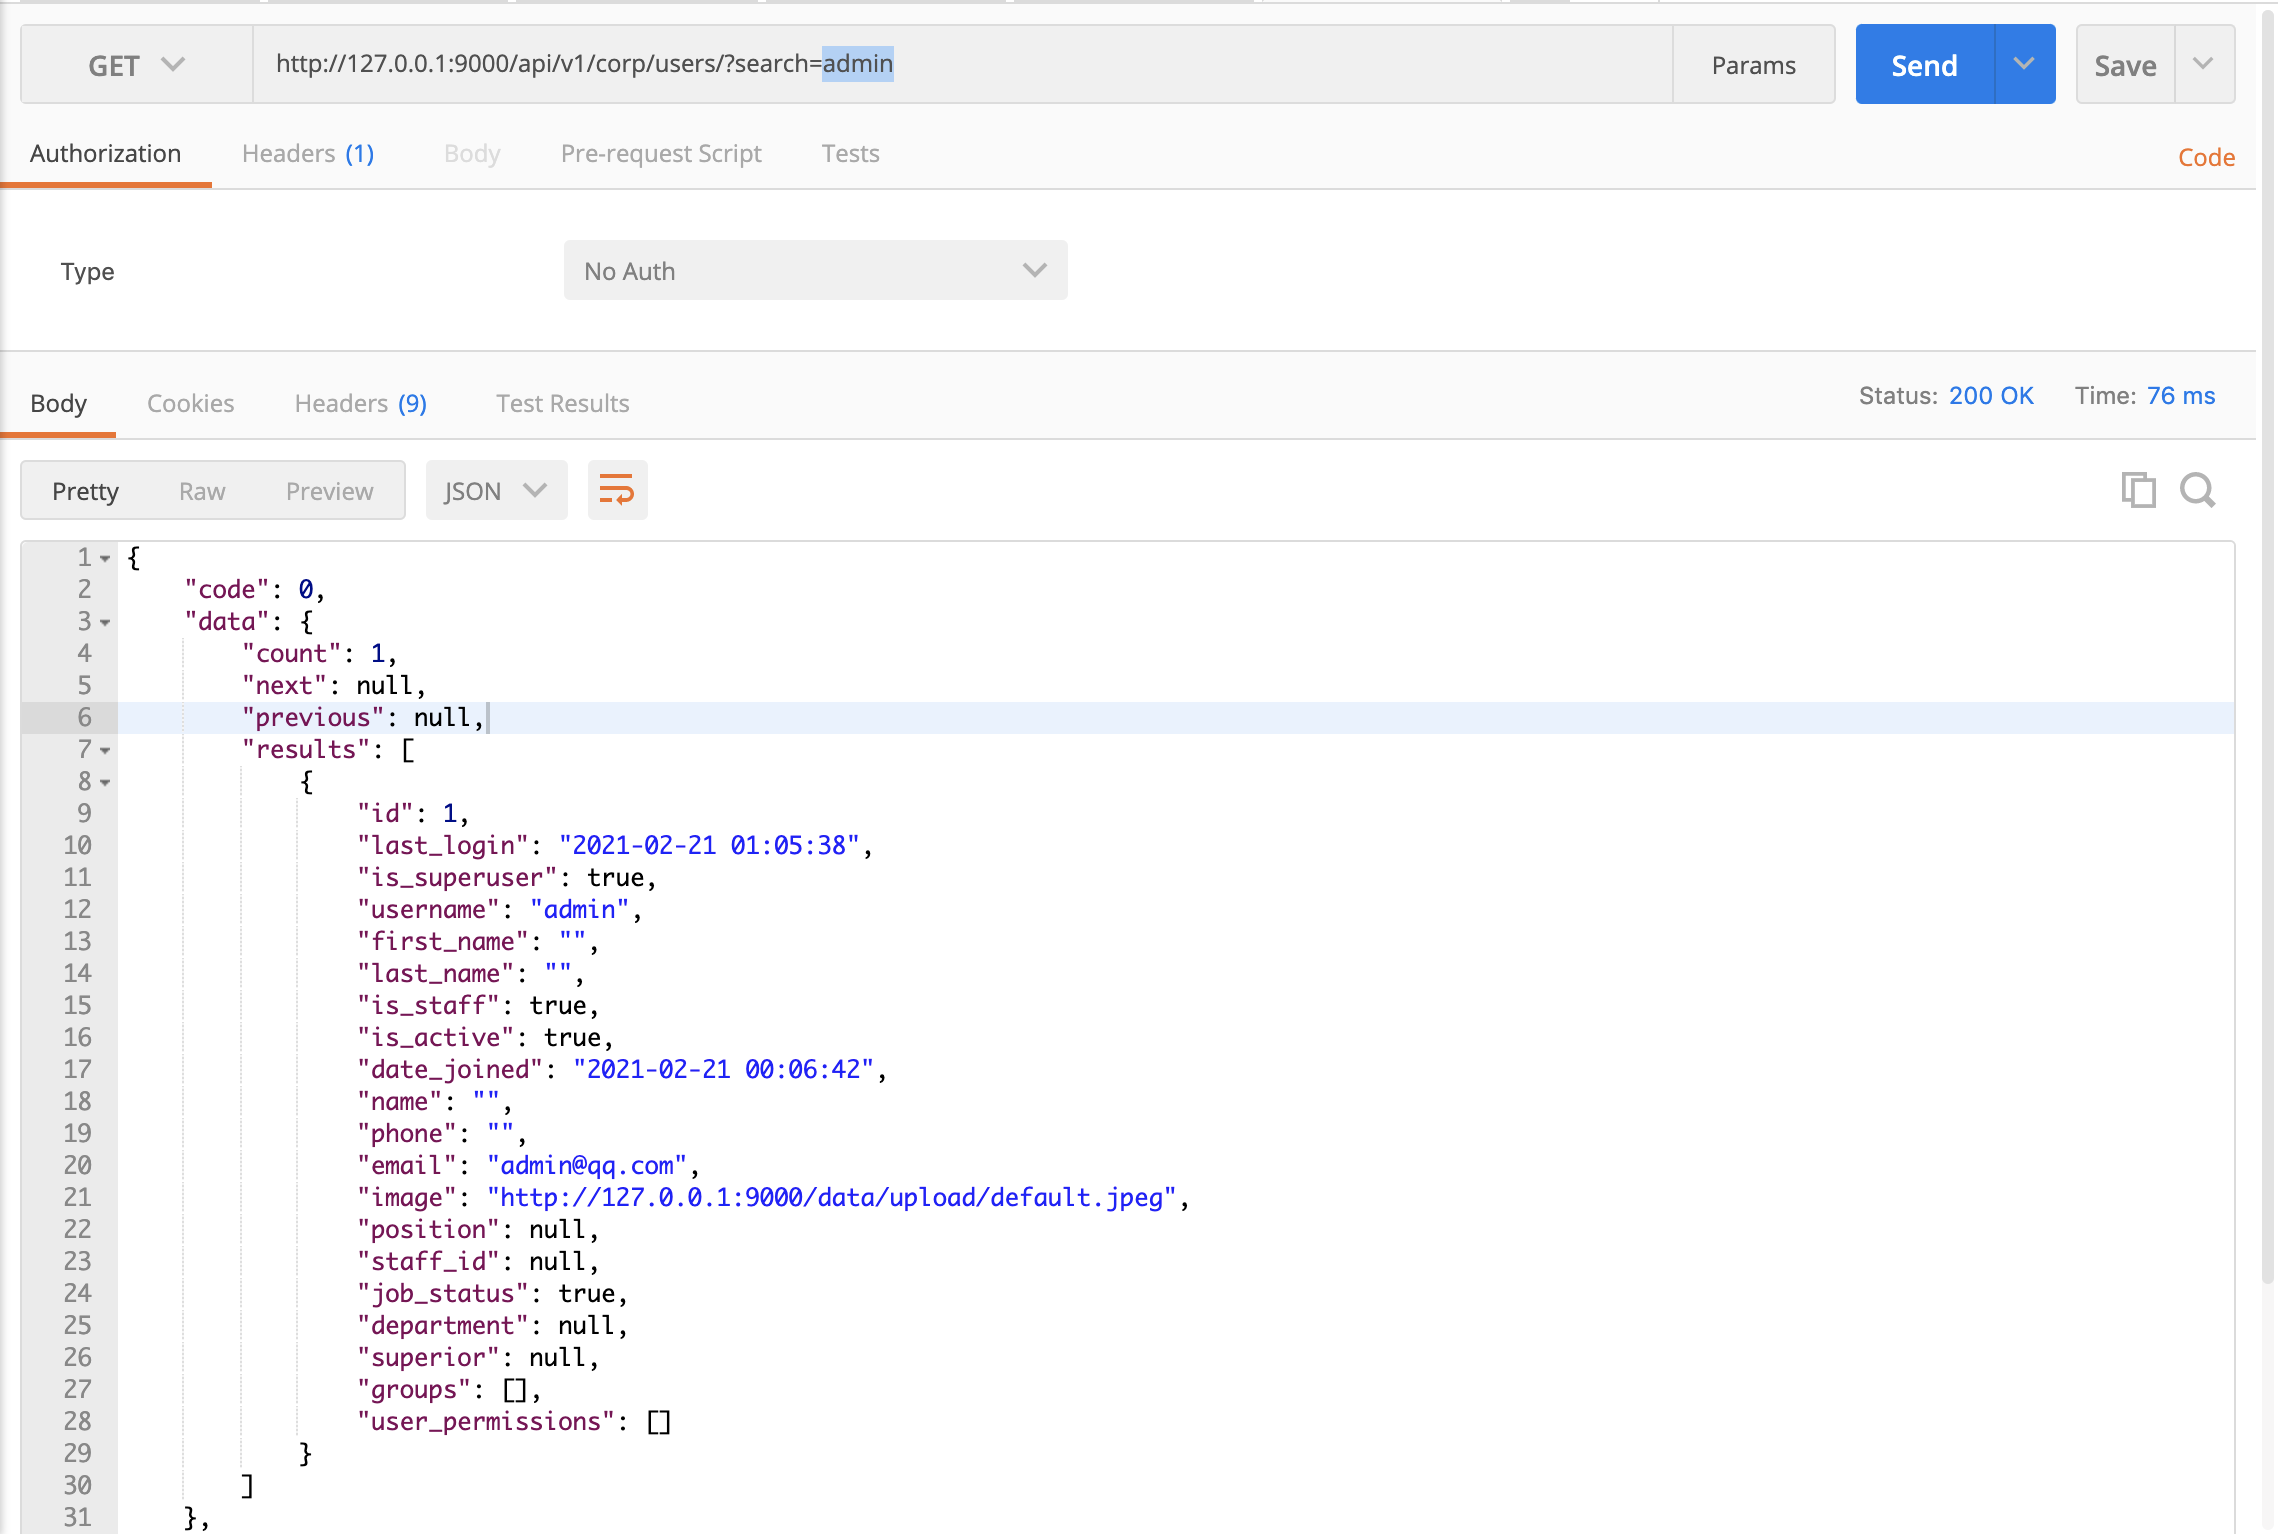 GET http://127.0.0.1:9000/api/v1/corp/users/?search=admin Params Send Save
Authorization Headers (1) Body Pre-request Script Tests Code
Type No Auth
Body Cookies Headers (9) Test Results Status: 200 OK Time: 76 ms
Pretty Raw Preview JSON
1 {
2 "code": 0,
3 "data": {
4 "count": 1,
5 "next": null,
6 "previous": null,
7 "results": [
8 {
9 "id": 1,
10 "last_login": "2021-02-21 01:05:38",
11 "is_superuser": true,
12 "username": "admin",
13 "first_name": "",
14 "last_name": "",
15 "is_staff": true,
16 "is_active": true,
17 "date_joined": "2021-02-21 00:06:42",
18 "name": "",
19 "phone": "",
20 "email": "admin@qq.com",
21 "image": "http://127.0.0.1:9000/data/upload/default.jpeg",
22 "position": null,
23 "staff_id": null,
24 "job_status": true,
25 "department": null,
26 "superior": null,
27 "groups": [],
28 "user_permissions": []
29 }
30 ]
31 },